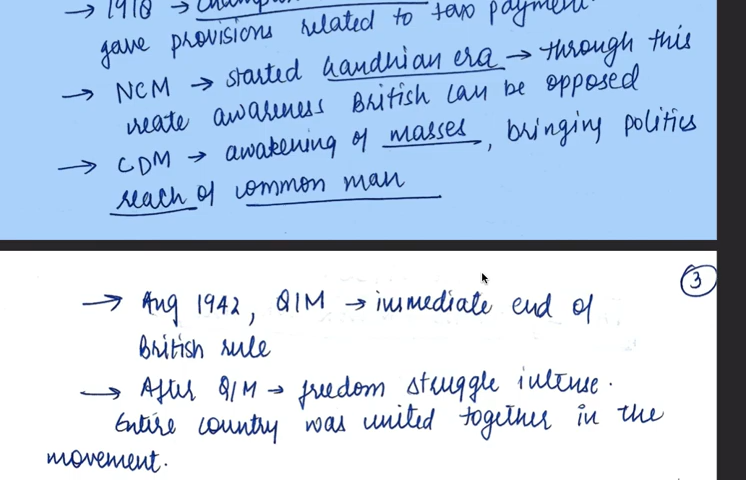 → 1918 → Champaran
gave provisions related to tax payment.
→ NCM → started Gandhian era → through this
create awareness British can be opposed
→ CDM → awakening of masses, bringing politics
reach of common man
3
→ Aug 1942, QIM → immediate end of
British rule
→ After QIM → freedom struggle intense.
Entire country was united together in the
movement.